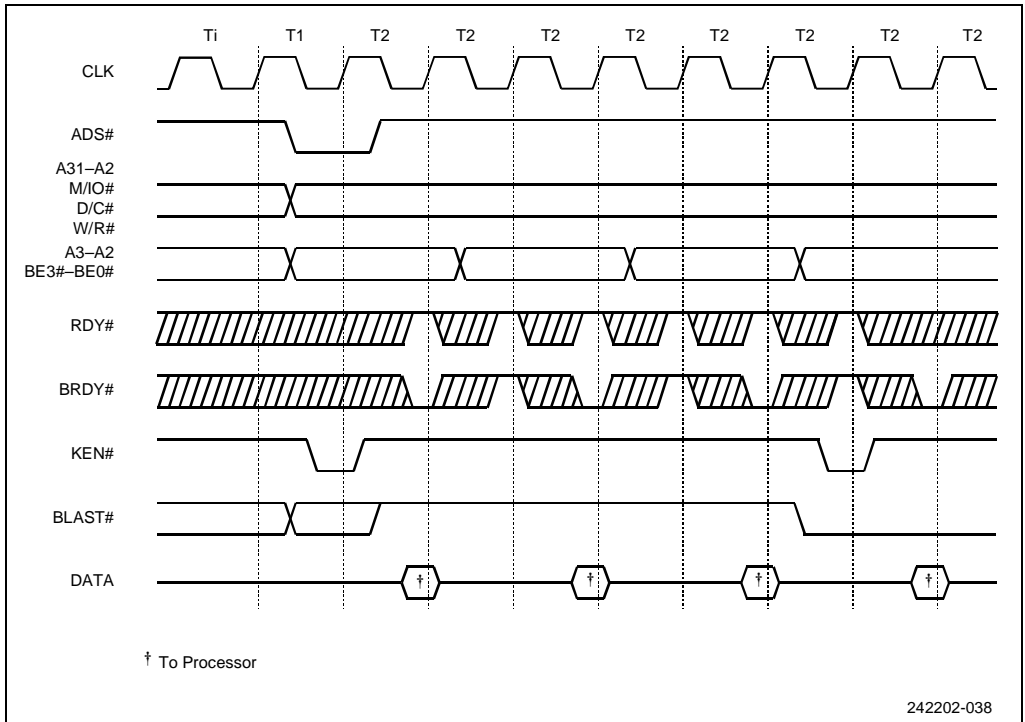 Ti T1 T2 T2 T2 T2 T2 T2 T2 T2
CLK
ADS#
A31–A2
M/IO#
D/C#
W/R#
A3–A2
BE3#–BE0#
RDY#
BRDY#
KEN#
BLAST#
DATA † † † †
† To Processor
242202-038